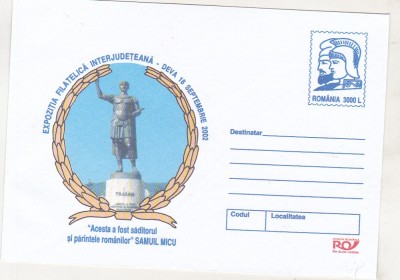 EXPOZIȚIA FILATELICĂ INTERJUDEȚEANĂ - DEVA 16 SEPTEMBRIE 2002
ROMÂNIA 3000 L
Destinatar
TRAIAN
"Acesta a fost săditorul
și părintele românilor" SAMUIL MICU
Codul
Localitatea